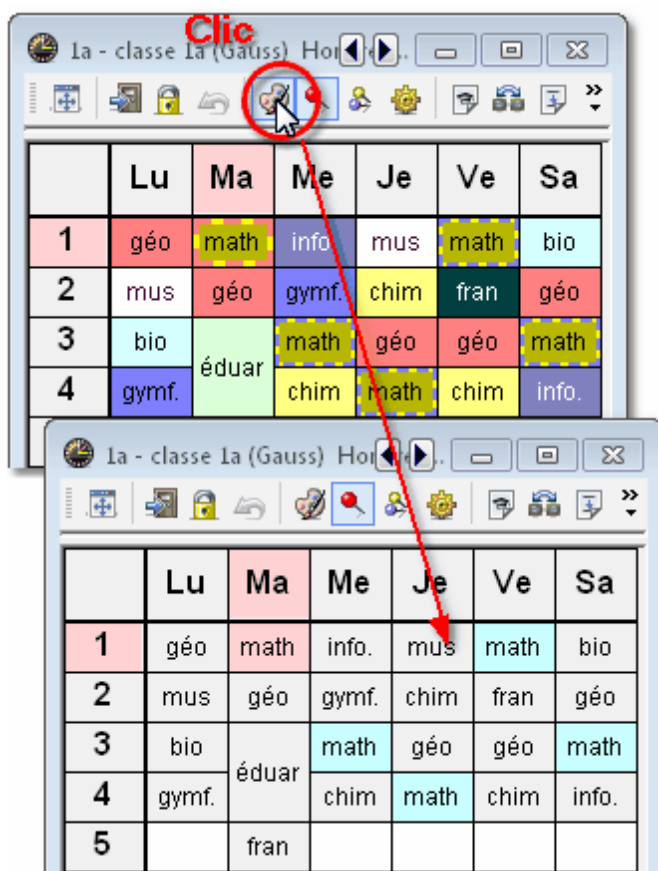 Clic
1a - classe 1a (Gauss) Hor
Lu Ma Me Je Ve Sa
1 géo math info. mus math bio
2 mus géo gymf. chim fran géo
3 bio éduar math géo géo math
4 gymf. chim math chim info.
1a - classe 1a (Gauss) Hor
Lu Ma Me Je Ve Sa
1 géo math info. mus math bio
2 mus géo gymf. chim fran géo
3 bio éduar math géo géo math
4 gymf. chim math chim info.
5 fran